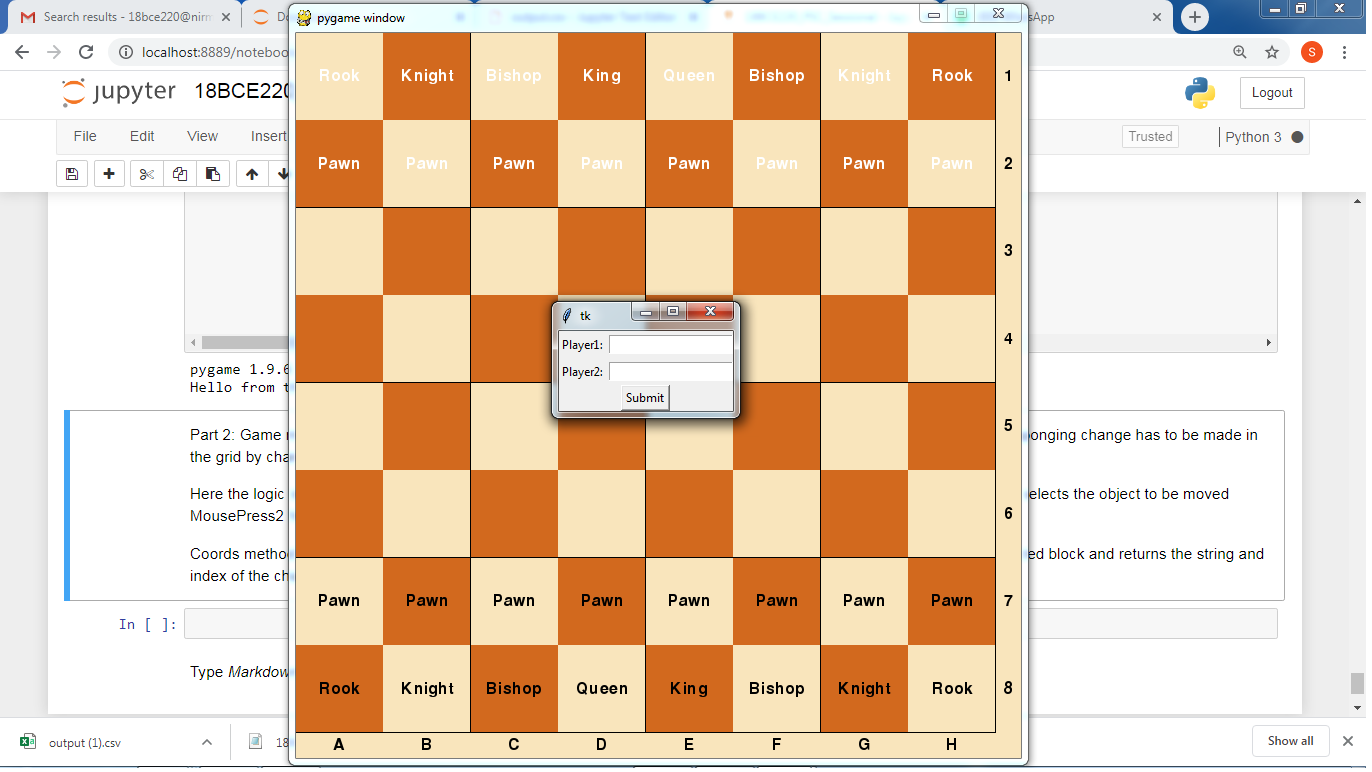 Search results - 18bce220@nirm
Do
App
pygame window
localhost:8889/noteboo
S
jupyter 18BCE220
Logout
File Edit View Insert
Trusted
Python 3
Rook Knight Bishop King Queen Bishop Knight Rook 1
Pawn Pawn Pawn Pawn Pawn Pawn Pawn Pawn 2
3
4
5
6
Pawn Pawn Pawn Pawn Pawn Pawn Pawn Pawn 7
Rook Knight Bishop Queen King Bishop Knight Rook 8
A B C D E F G H
tk
Player1:
Player2:
Submit
pygame 1.9.6
Hello from t
Part 2: Game onging change has to be made in
the grid by cha
Here the logic elects the object to be moved
MousePress2
Coords metho ed block and returns the string and
index of the ch
In [ ]:
Type Markdow
output (1).csv
18
Show all